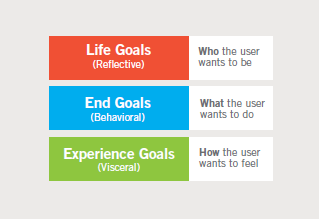 Life Goals
(Reflective)
Who the user
wants to be
End Goals
(Behavioral)
What the user
wants to do
Experience Goals
(Visceral)
How the user
wants to feel